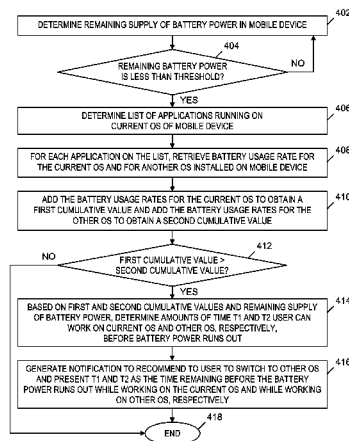 402
DETERMINE REMAINING SUPPLY OF BATTERY POWER IN MOBILE DEVICE
404
REMAINING BATTERY POWER
IS LESS THAN THRESHOLD?
NO
YES
406
DETERMINE LIST OF APPLICATIONS RUNNING ON
CURRENT OS OF MOBILE DEVICE
408
FOR EACH APPLICATION ON THE LIST, RETRIEVE BATTERY USAGE RATE FOR
THE CURRENT OS AND FOR ANOTHER OS INSTALLED ON MOBILE DEVICE
410
ADD THE BATTERY USAGE RATES FOR THE CURRENT OS TO OBTAIN A
FIRST CUMULATIVE VALUE AND ADD THE BATTERY USAGE RATES FOR THE
OTHER OS TO OBTAIN A SECOND CUMULATIVE VALUE
412
NO
FIRST CUMULATIVE VALUE >
SECOND CUMULATIVE VALUE?
YES
414
BASED ON FIRST AND SECOND CUMULATIVE VALUES AND REMAINING SUPPLY
OF BATTERY POWER, DETERMINE AMOUNTS OF TIME T1 AND T2 USER CAN
WORK ON CURRENT OS AND OTHER OS, RESPECTIVELY,
BEFORE BATTERY POWER RUNS OUT
416
GENERATE NOTIFICATION TO RECOMMEND TO USER TO SWITCH TO OTHER OS
AND PRESENT T1 AND T2 AS THE TIME REMAINING BEFORE THE BATTERY
POWER RUNS OUT WHILE WORKING ON THE CURRENT OS AND WHILE WORKING
ON OTHER OS, RESPECTIVELY
418
END